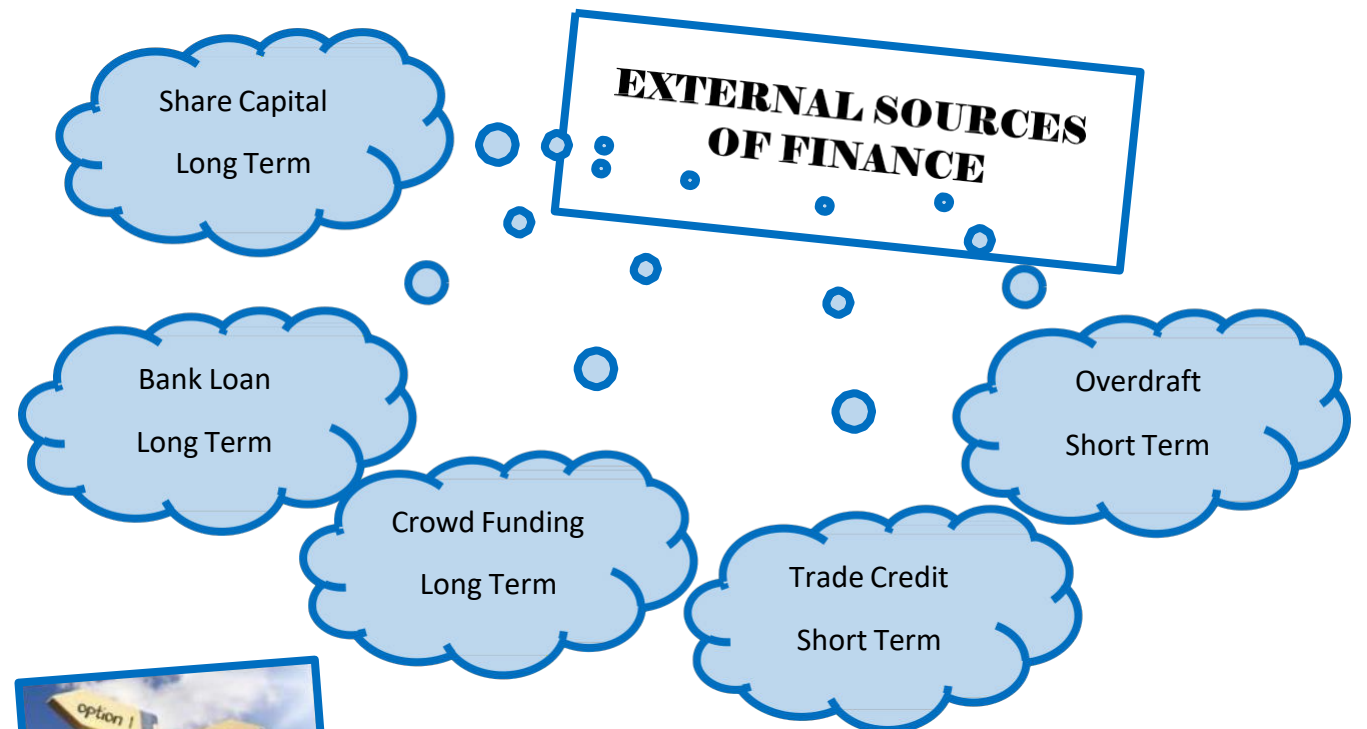 EXTERNAL SOURCES
OF FINANCE
Share Capital
Long Term
Bank Loan
Long Term
Crowd Funding
Long Term
Trade Credit
Short Term
Overdraft
Short Term
option 1